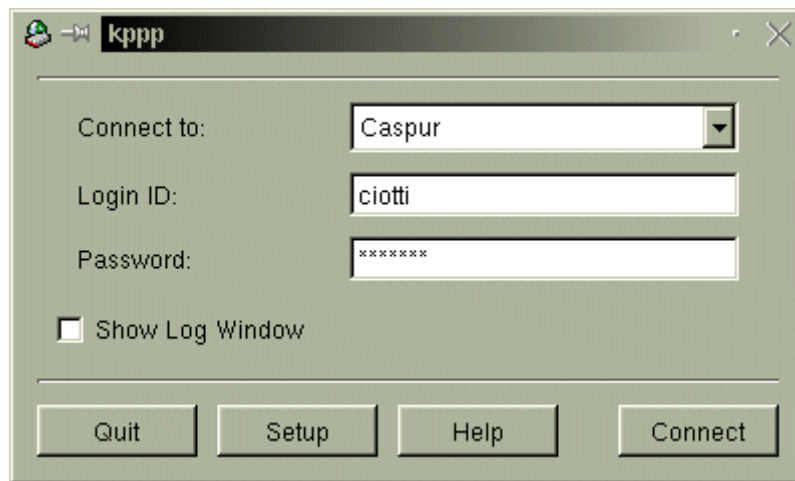 kppp
Connect to: Caspur
Login ID: ciotti
Password: *******
Show Log Window
Quit Setup Help Connect